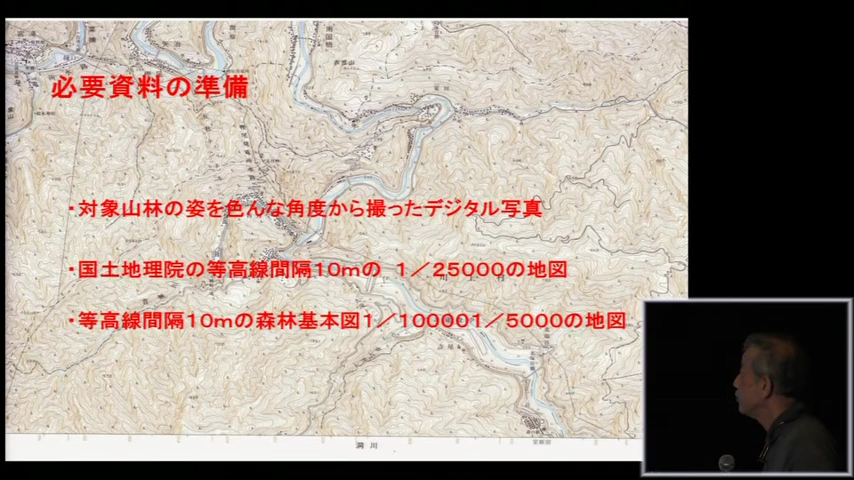 必要資料の準備
・対象山林の姿を色んな角度から撮ったデジタル写真
・国土地理院の等高線間隔10mの 1／25000の地図
・等高線間隔10mの森林基本図1／100001／5000の地図
洞川